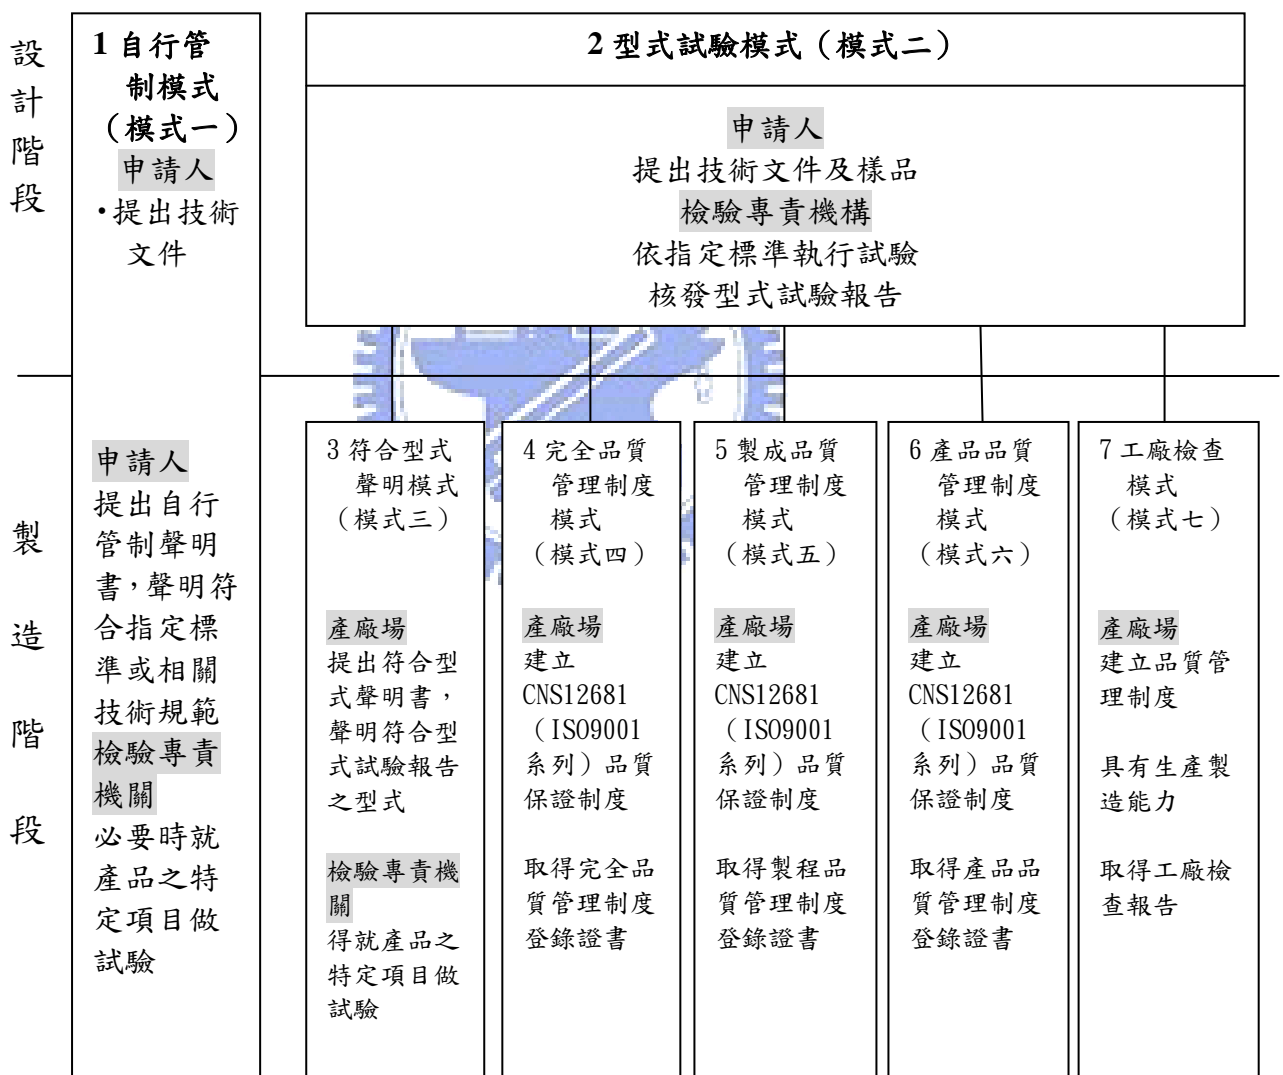 設計階段
1 自行管
制模式
（模式一）
申請人
‧提出技術
文件
2 型式試驗模式（模式二）
申請人
提出技術文件及樣品
檢驗專責機構
依指定標準執行試驗
核發型式試驗報告
製造階段
申請人
提出自行
管制聲明
書，聲明符
合指定標
準或相關
技術規範
檢驗專責
機關
必要時就
產品之特
定項目做
試驗
3 符合型式
聲明模式
（模式三）
產廠場
提出符合型
式聲明書，
聲明符合型
式試驗報告
之型式
檢驗專責機
關
得就產品之
特定項目做
試驗
4 完全品質
管理制度
模式
（模式四）
產廠場
建立
CNS12681
（ISO9001
系列）品質
保證制度
取得完全品
質管理制度
登錄證書
5 製成品質
管理制度
模式
（模式五）
產廠場
建立
CNS12681
（ISO9001
系列）品質
保證制度
取得製程品
質管理制度
登錄證書
6 產品品質
管理制度
模式
（模式六）
產廠場
建立
CNS12681
（ISO9001
系列）品質
保證制度
取得產品品
質管理制度
登錄證書
7 工廠檢查
模式
（模式七）
產廠場
建立品質管
理制度
具有生產製
造能力
取得工廠檢
查報告